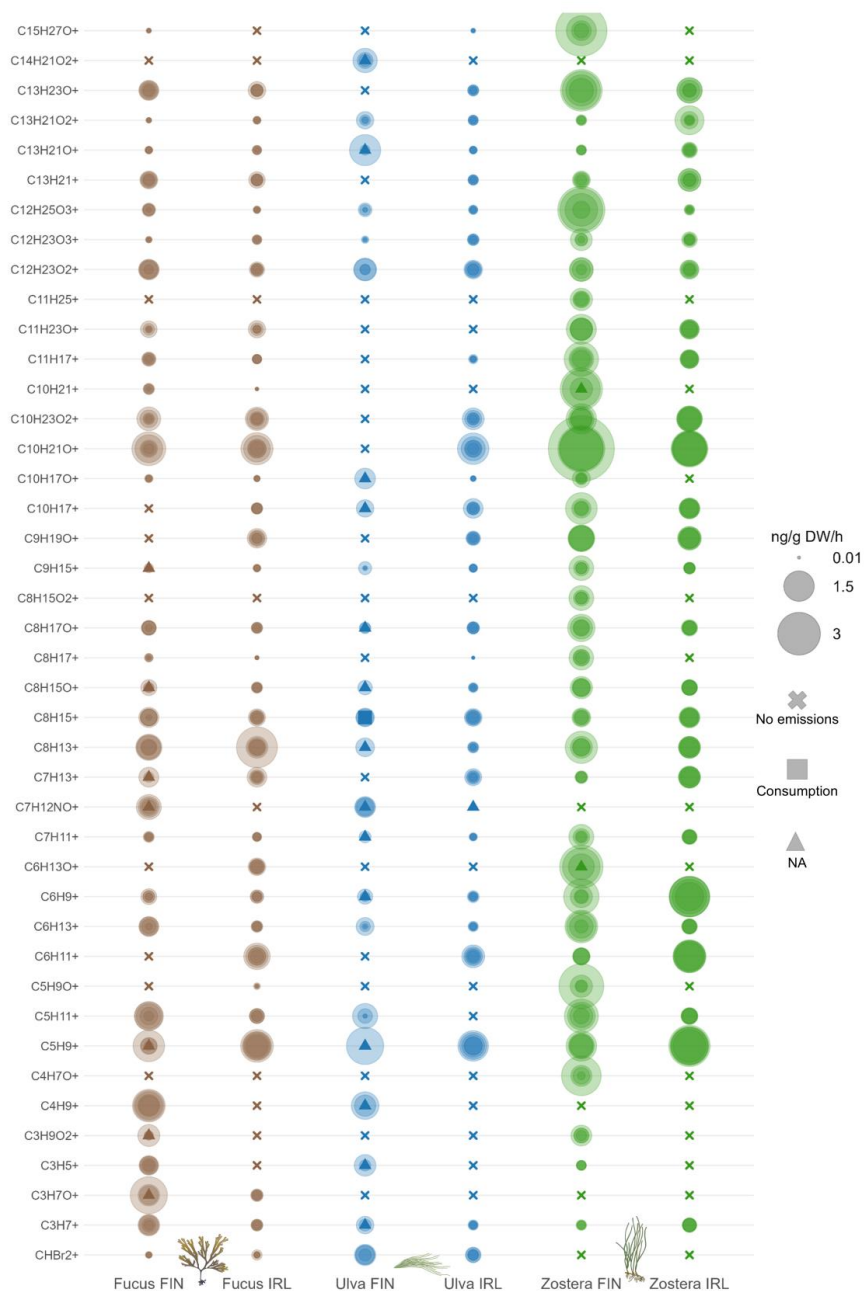 C15H27O+
C14H21O2+
C13H23O+
C13H21O2+
C13H21O+
C13H21+
C12H25O3+
C12H23O3+
C12H23O2+
C11H25+
C11H23O+
C11H17+
C10H21+
C10H23O2+
C10H21O+
C10H17O+
C10H17+
C9H19O+
C9H15+
C8H15O2+
C8H17O+
C8H17+
C8H15O+
C8H15+
C8H13+
C7H13+
C7H12NO+
C7H11+
C6H13O+
C6H9+
C6H13+
C6H11+
C5H9O+
C5H11+
C5H9+
C4H7O+
C4H9+
C3H9O2+
C3H5+
C3H7O+
C3H7+
CHBr2+
Fucus FIN Fucus IRL Ulva FIN Ulva IRL Zostera FIN Zostera IRL
ng/g DW/h
0.01
1.5
3
No emissions
Consumption
NA